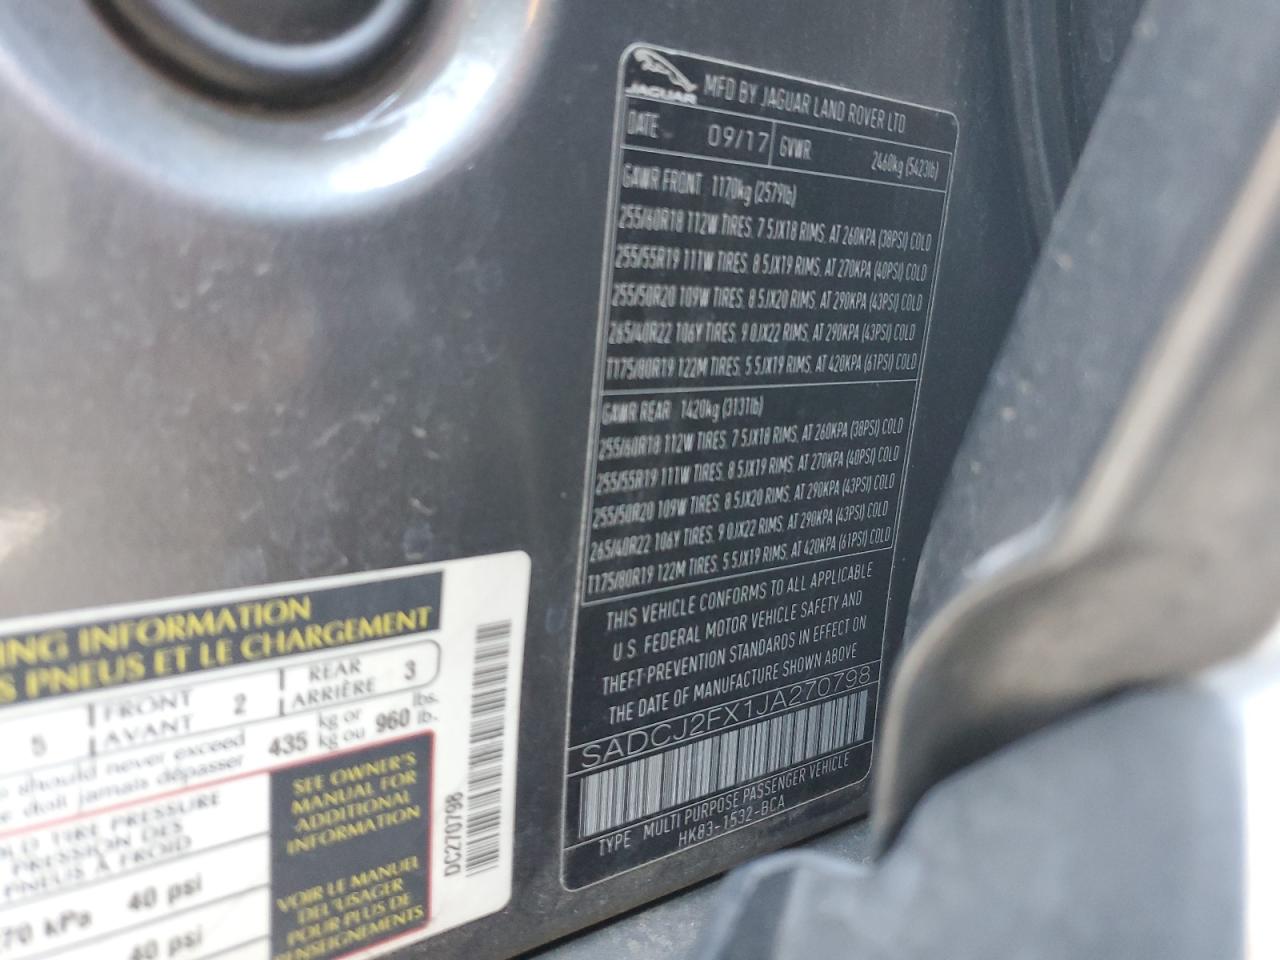 JAGUAR MFD BY JAGUAR LAND ROVER LTD
DATE 09/17 GVWR 2460kg (5423lb)
GAWR FRONT 1170kg (2579lb)
255/60R18 112W TIRES, 7.5JX18 RIMS, AT 260KPA (38PSI) COLD
255/55R19 111W TIRES, 8.5JX19 RIMS, AT 270KPA (40PSI) COLD
255/50R20 109W TIRES, 8.5JX20 RIMS, AT 290KPA (43PSI) COLD
265/40R22 106Y TIRES, 9.0JX22 RIMS, AT 290KPA (43PSI) COLD
T175/80R19 122M TIRES, 5.5JX19 RIMS, AT 420KPA (61PSI) COLD
GAWR REAR 1420kg (3131lb)
255/60R18 112W TIRES, 7.5JX18 RIMS, AT 260KPA (38PSI) COLD
255/55R19 111W TIRES, 8.5JX19 RIMS, AT 270KPA (40PSI) COLD
255/50R20 109W TIRES, 8.5JX20 RIMS, AT 290KPA (43PSI) COLD
265/40R22 106Y TIRES, 9.0JX22 RIMS, AT 290KPA (43PSI) COLD
T175/80R19 122M TIRES, 5.5JX19 RIMS, AT 420KPA (61PSI) COLD
THIS VEHICLE CONFORMS TO ALL APPLICABLE
U.S. FEDERAL MOTOR VEHICLE SAFETY AND
THEFT-PREVENTION STANDARDS IN EFFECT ON
THE DATE OF MANUFACTURE SHOWN ABOVE
SADCJ2FX1JA270798
TYPE MULTI PURPOSE PASSENGER VEHICLE
HK83-1532-BCA
ING INFORMATION
S PNEUS ET LE CHARGEMENT
5 FRONT 2 REAR 3
AVANT ARRIÈRE
should never exceed 435 kg or 960 lbs.
doit jamais dépasser kg ou lb.
LD TIRE PRESSURE
PRESSION DES
PNEUS À FROID
70 kPa 40 psi
40 psi
SEE OWNER'S
MANUAL FOR
ADDITIONAL
INFORMATION
VOIR LE MANUEL
DE L'USAGER
POUR PLUS DE
RENSEIGNEMENTS
DC270798